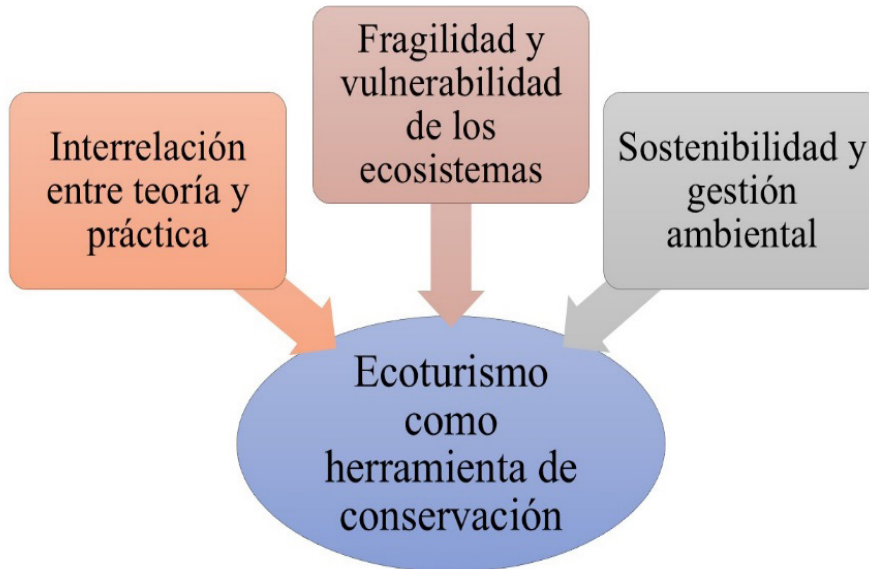 Interrelación
entre teoría y
práctica
Fragilidad y
vulnerabilidad
de los
ecosistemas
Sostenibilidad y
gestión
ambiental
Ecoturismo
como
herramienta de
conservación